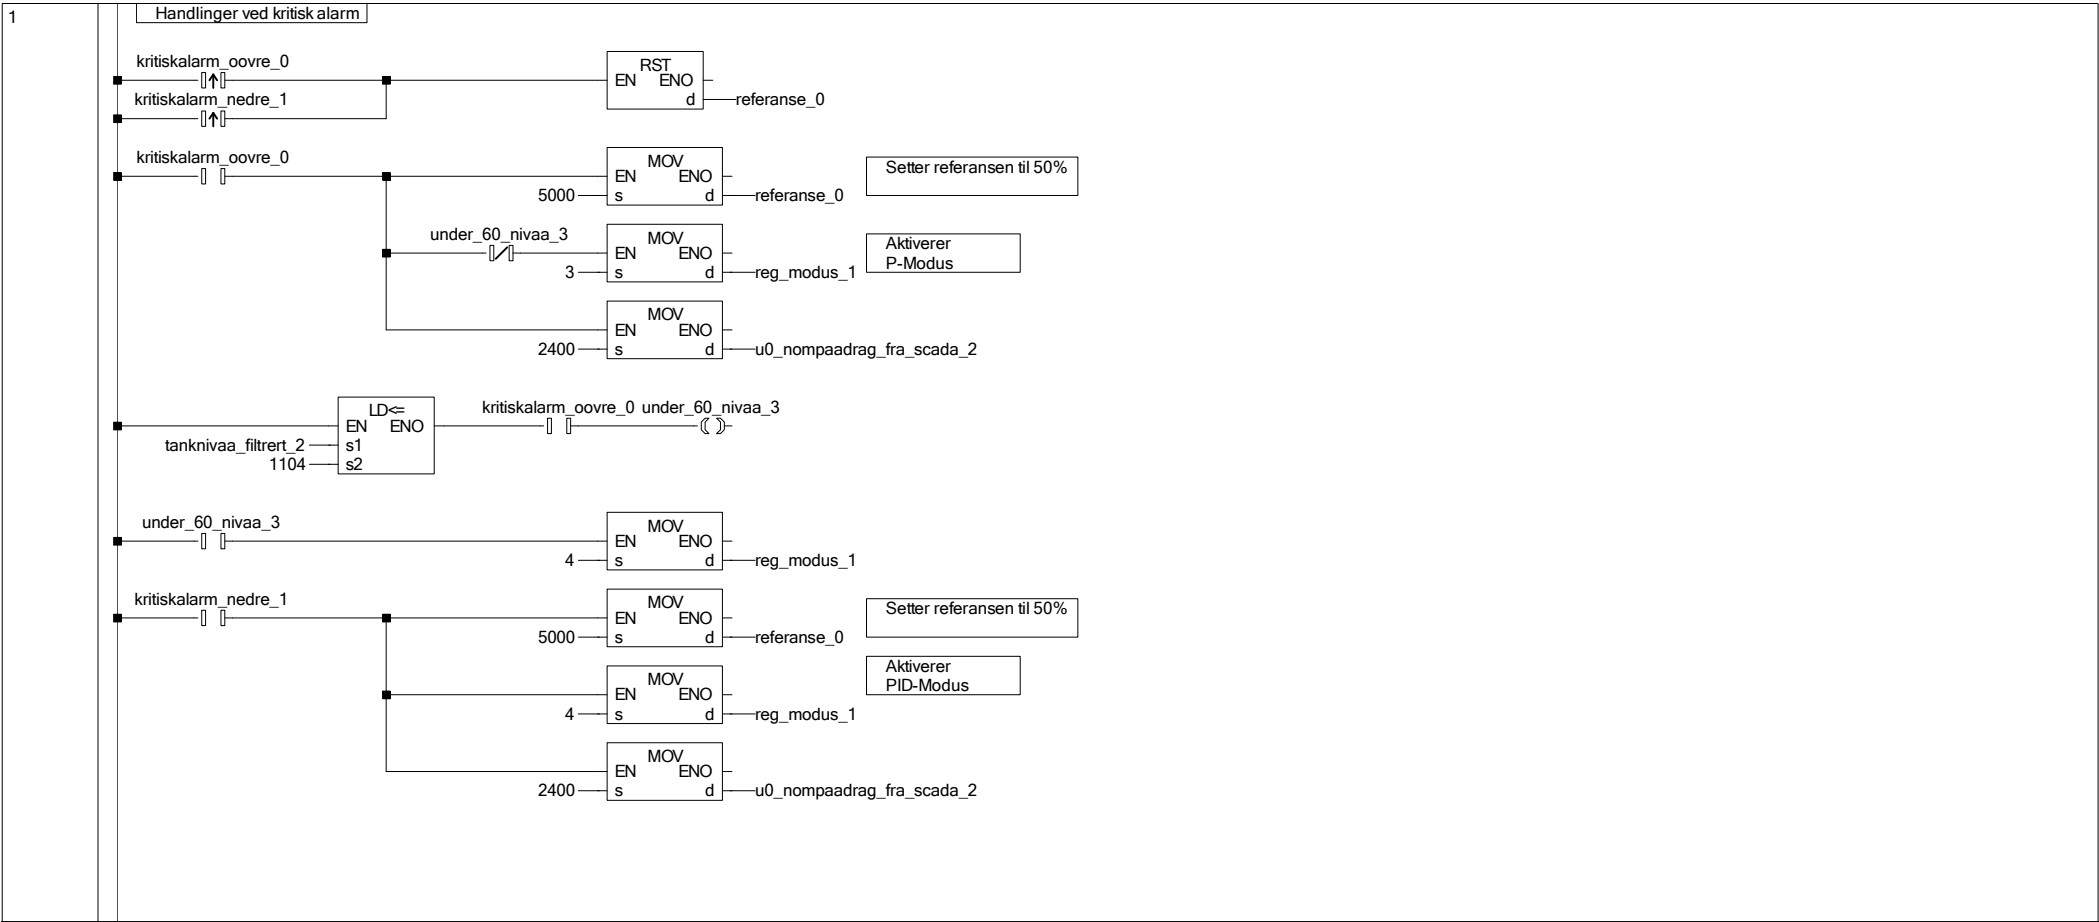 1
Handlinger ved kritisk alarm
kritiskalarm_oovre_0
RST
EN ENO
kritiskalarm_nedre_1
d referanse_0
kritiskalarm_oovre_0
MOV
EN ENO
Setter referansen til 50%
5000 s d referanse_0
under_60_nivaa_3
MOV
EN ENO
Aktiverer
P-Modus
3 s d reg_modus_1
MOV
EN ENO
2400 s d u0_nompaadrag_fra_scada_2
LD<=
EN ENO
kritiskalarm_oovre_0 under_60_nivaa_3
tanknivaa_filtrert_2 s1
1104 s2
under_60_nivaa_3
MOV
EN ENO
4 s d reg_modus_1
kritiskalarm_nedre_1
MOV
EN ENO
Setter referansen til 50%
5000 s d referanse_0
Aktiverer
PID-Modus
MOV
EN ENO
4 s d reg_modus_1
MOV
EN ENO
2400 s d u0_nompaadrag_fra_scada_2